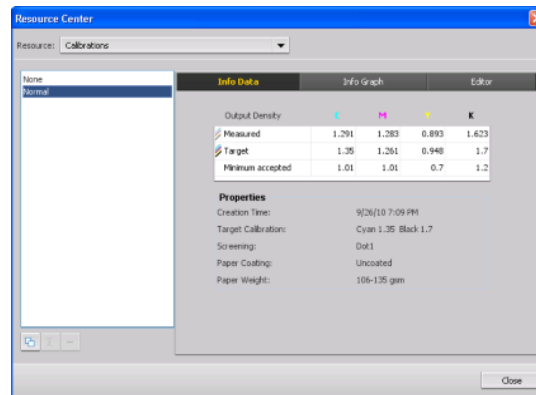 Resource Center
Resource: Calibrations
None
Normal
Info Data Info Graph Editor
Output Density C M Y K
Measured 1.291 1.283 0.893 1.623
Target 1.35 1.261 0.948 1.7
Minimum accepted 1.01 1.01 0.7 1.2
Properties
Creation Time: 9/26/10 7:09 PM
Target Calibration: Cyan 1.35 Black 1.7
Screening: Dot1
Paper Coating: Uncoated
Paper Weight: 106-135 gsm
Close